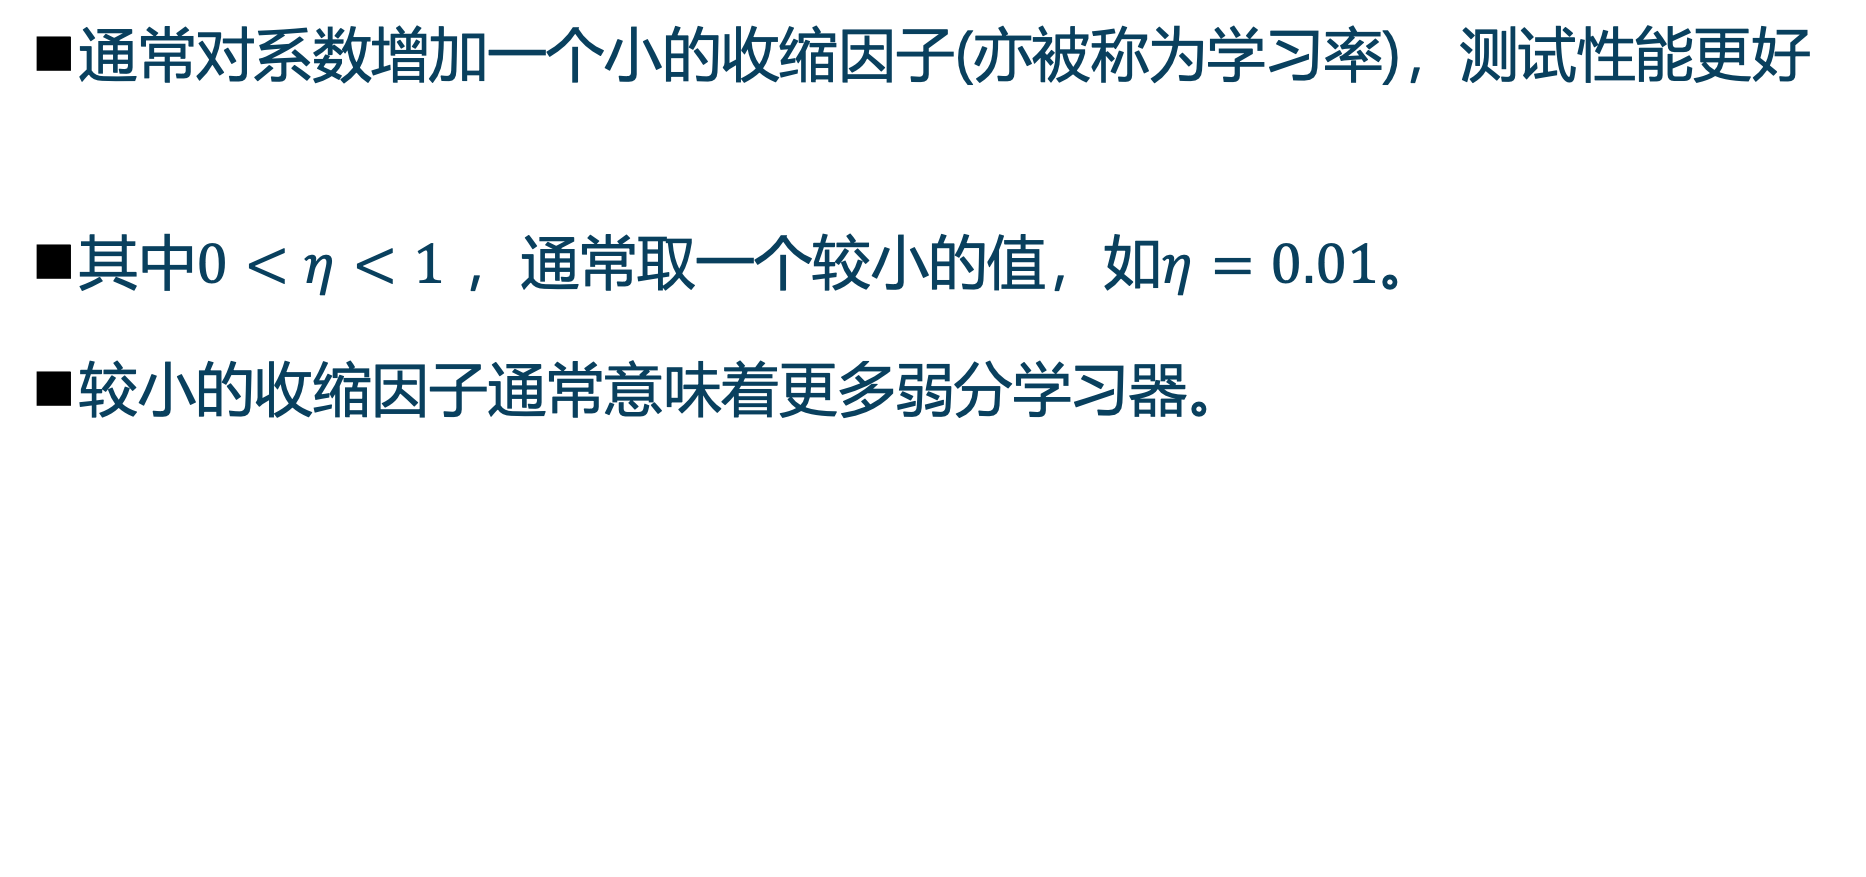 ■通常对系数增加一个小的收缩因子(亦被称为学习率)，测试性能更好
■其中0 < η < 1 ，通常取一个较小的值，如η = 0.01。
■较小的收缩因子通常意味着更多弱分学习器。